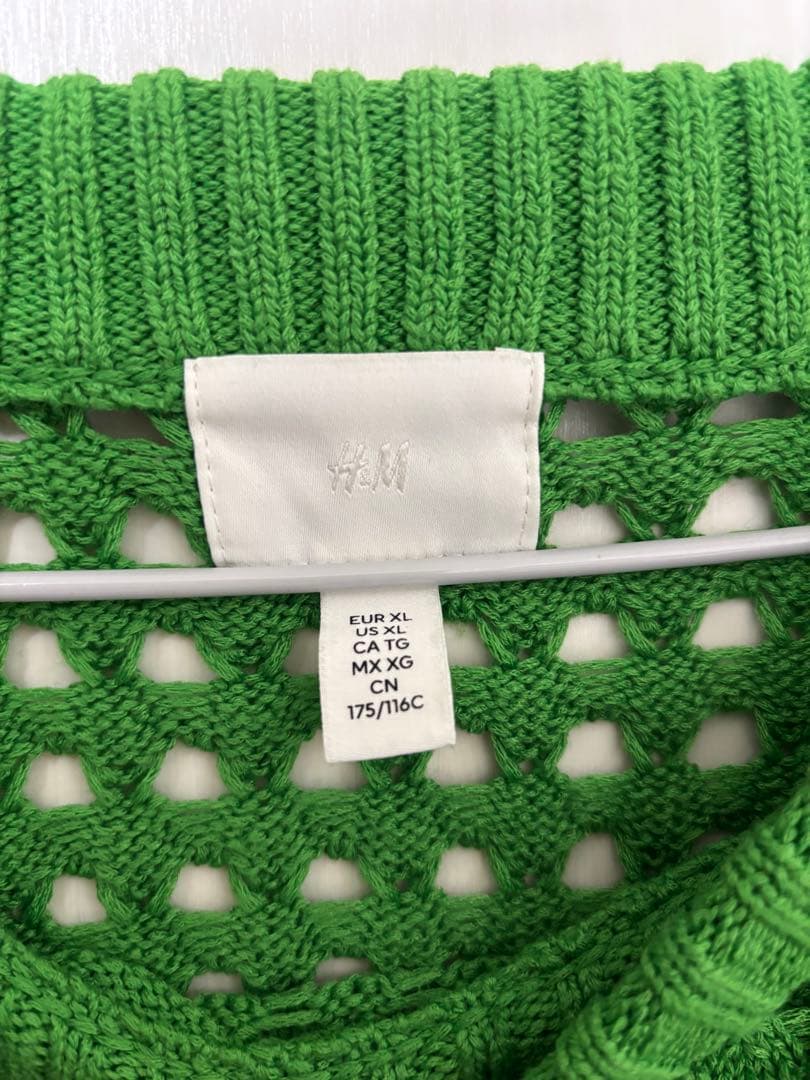 H&M
EUR XL
US XL
CA TG
MX XG
CN
175/116C